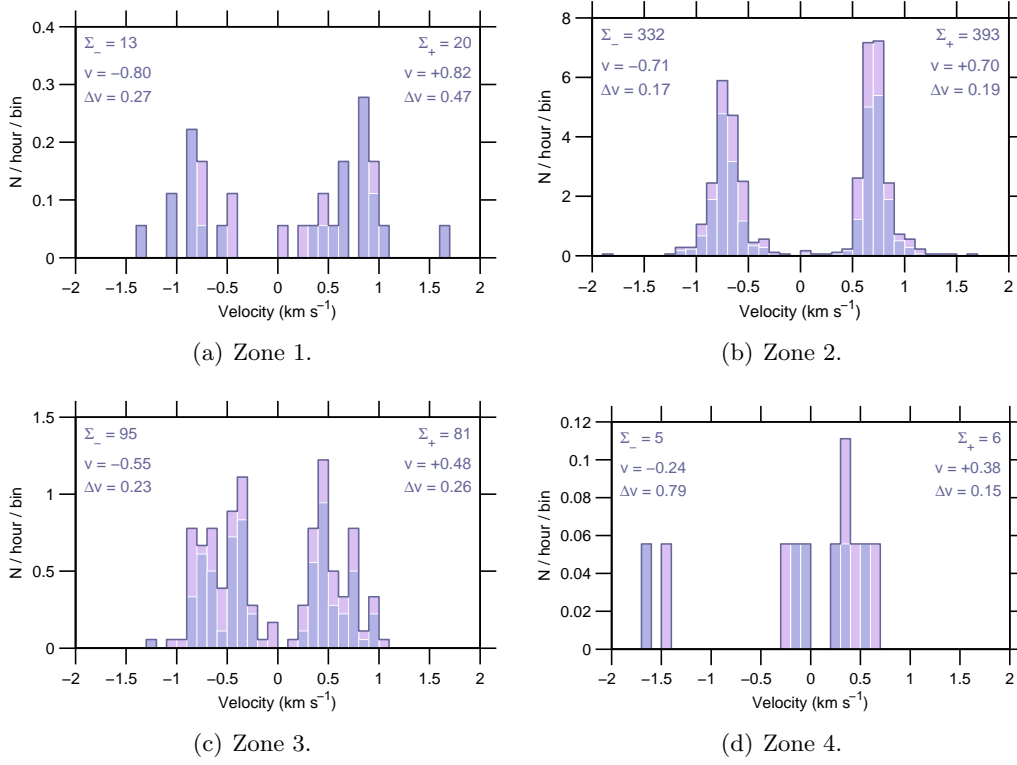 0.4
0.3
0.2
0.1
0
N / hour / bin
Σ− = 13
v = −0.80
Δv = 0.27
Σ+ = 20
v = +0.82
Δv = 0.47
−2 −1.5 −1 −0.5 0 0.5 1 1.5 2
Velocity (km s−1)
(a) Zone 1.
8
6
4
2
0
N / hour / bin
Σ− = 332
v = −0.71
Δv = 0.17
Σ+ = 393
v = +0.70
Δv = 0.19
−2 −1.5 −1 −0.5 0 0.5 1 1.5 2
Velocity (km s−1)
(b) Zone 2.
1.5
1
0.5
0
N / hour / bin
Σ− = 95
v = −0.55
Δv = 0.23
Σ+ = 81
v = +0.48
Δv = 0.26
−2 −1.5 −1 −0.5 0 0.5 1 1.5 2
Velocity (km s−1)
(c) Zone 3.
0.12
0.1
0.08
0.06
0.04
0.02
0
N / hour / bin
Σ− = 5
v = −0.24
Δv = 0.79
Σ+ = 6
v = +0.38
Δv = 0.15
−2 −1.5 −1 −0.5 0 0.5 1 1.5 2
Velocity (km s−1)
(d) Zone 4.